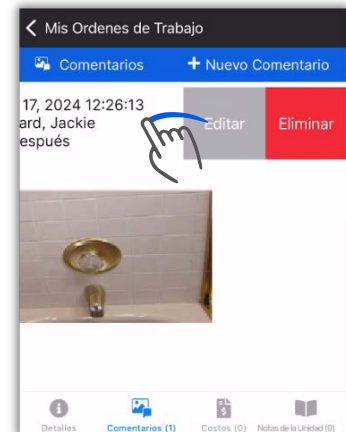 Mis Ordenes de Trabajo
Comentarios + Nuevo Comentario
17, 2024 12:26:13
ard, Jackie
espués
Editar Eliminar
Detalles Comentarios (1) Costos (0) Notas de la Unidad (0)